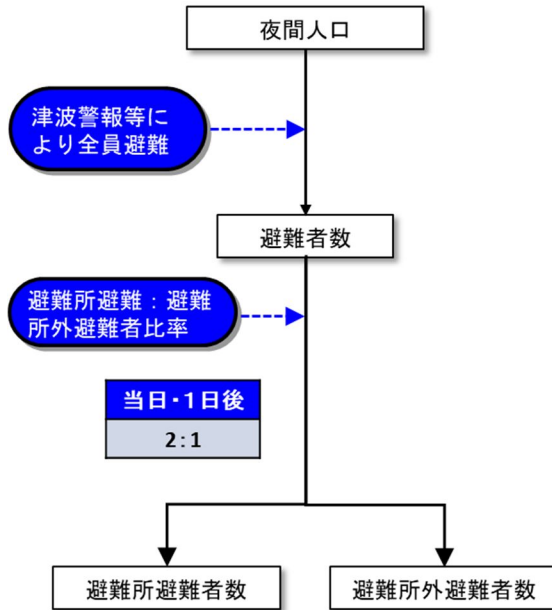 夜間人口
津波警報等に
より全員避難
避難者数
避難所避難：避難
所外避難者比率
当日・１日後
2:1
避難所避難者数
避難所外避難者数